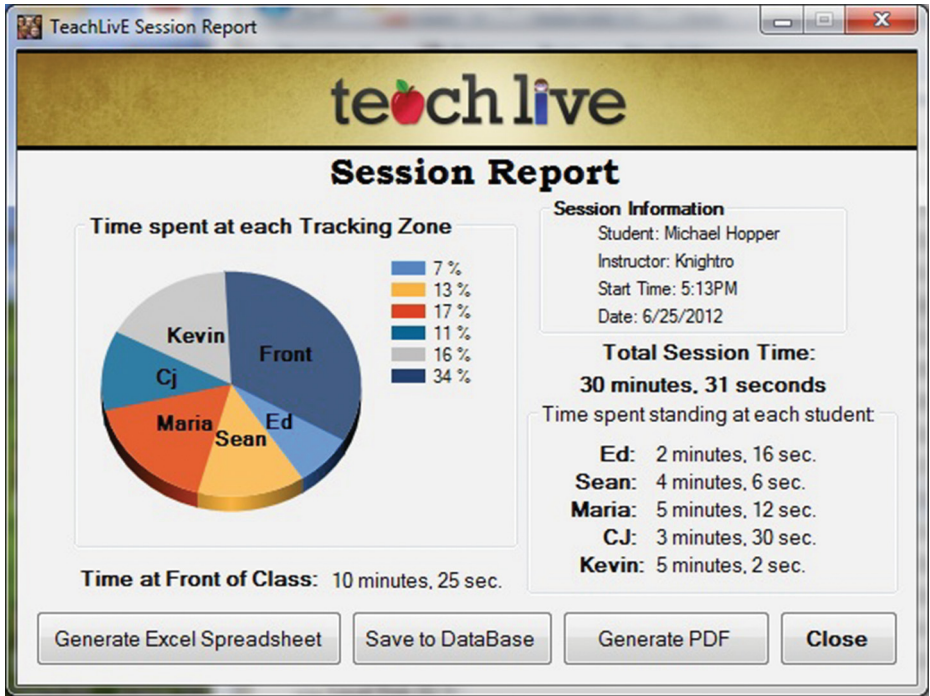 TeachLivE Session Report
teach live
Session Report
Time spent at each Tracking Zone
Kevin
Front
Cj
Maria
Sean
Ed
7 %
13 %
17 %
11 %
16 %
34 %
Time at Front of Class: 10 minutes, 25 sec.
Session Information
Student: Michael Hopper
Instructor: Knightro
Start Time: 5:13PM
Date: 6/25/2012
Total Session Time:
30 minutes, 31 seconds
Time spent standing at each student:
Ed: 2 minutes, 16 sec.
Sean: 4 minutes, 6 sec.
Maria: 5 minutes, 12 sec.
CJ: 3 minutes, 30 sec.
Kevin: 5 minutes, 2 sec.
Generate Excel Spreadsheet
Save to DataBase
Generate PDF
Close